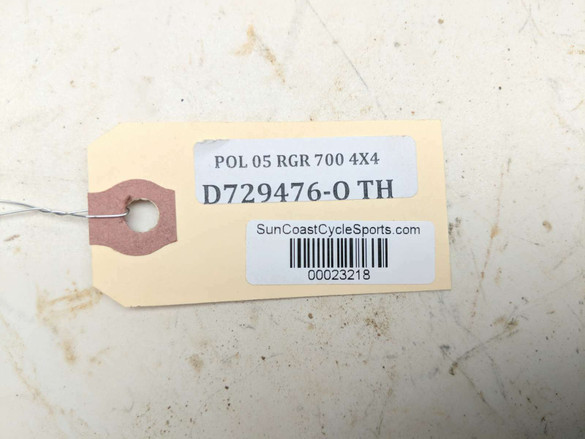 POL 05 RGR 700 4X4
D729476-O TH
SunCoastCycleSports.com
00023218